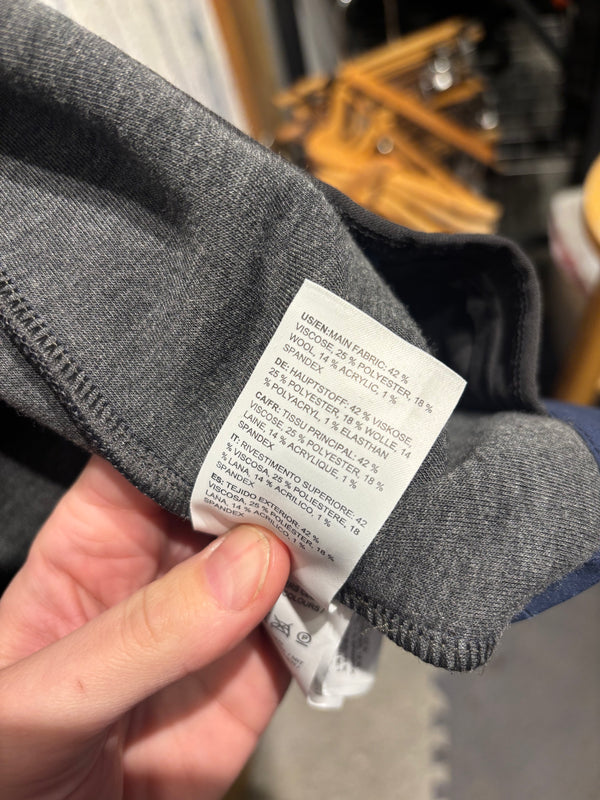 US/EN:MAIN FABRIC: 42 %
VISCOSE, 25 % POLYESTER, 18 %
WOOL, 14 % ACRYLIC, 1 %
SPANDEX
DE: HAUPTSTOFF: 42 % VISKOSE,
25 % POLYESTER, 18 % WOLLE, 14
% POLYACRYL, 1 % ELASTHAN
CA/FR: TISSU PRINCIPAL: 42 %
VISCOSE, 25 % POLYESTER, 18 %
LAINE, 14 % ACRYLIQUE, 1 %
SPANDEX
IT: RIVESTIMENTO SUPERIORE: 42
% VISCOSA, 25 % POLIESTERE, 18
% LANA, 14 % ACRILICO, 1 %
SPANDEX
ES: TEJIDO EXTERIOR: 42 %
VISCOSA, 25 % POLIÉSTER, 18 %
LANA, 14 % ACRÍLICO, 1 %
SPANDEX
COLOURS
P